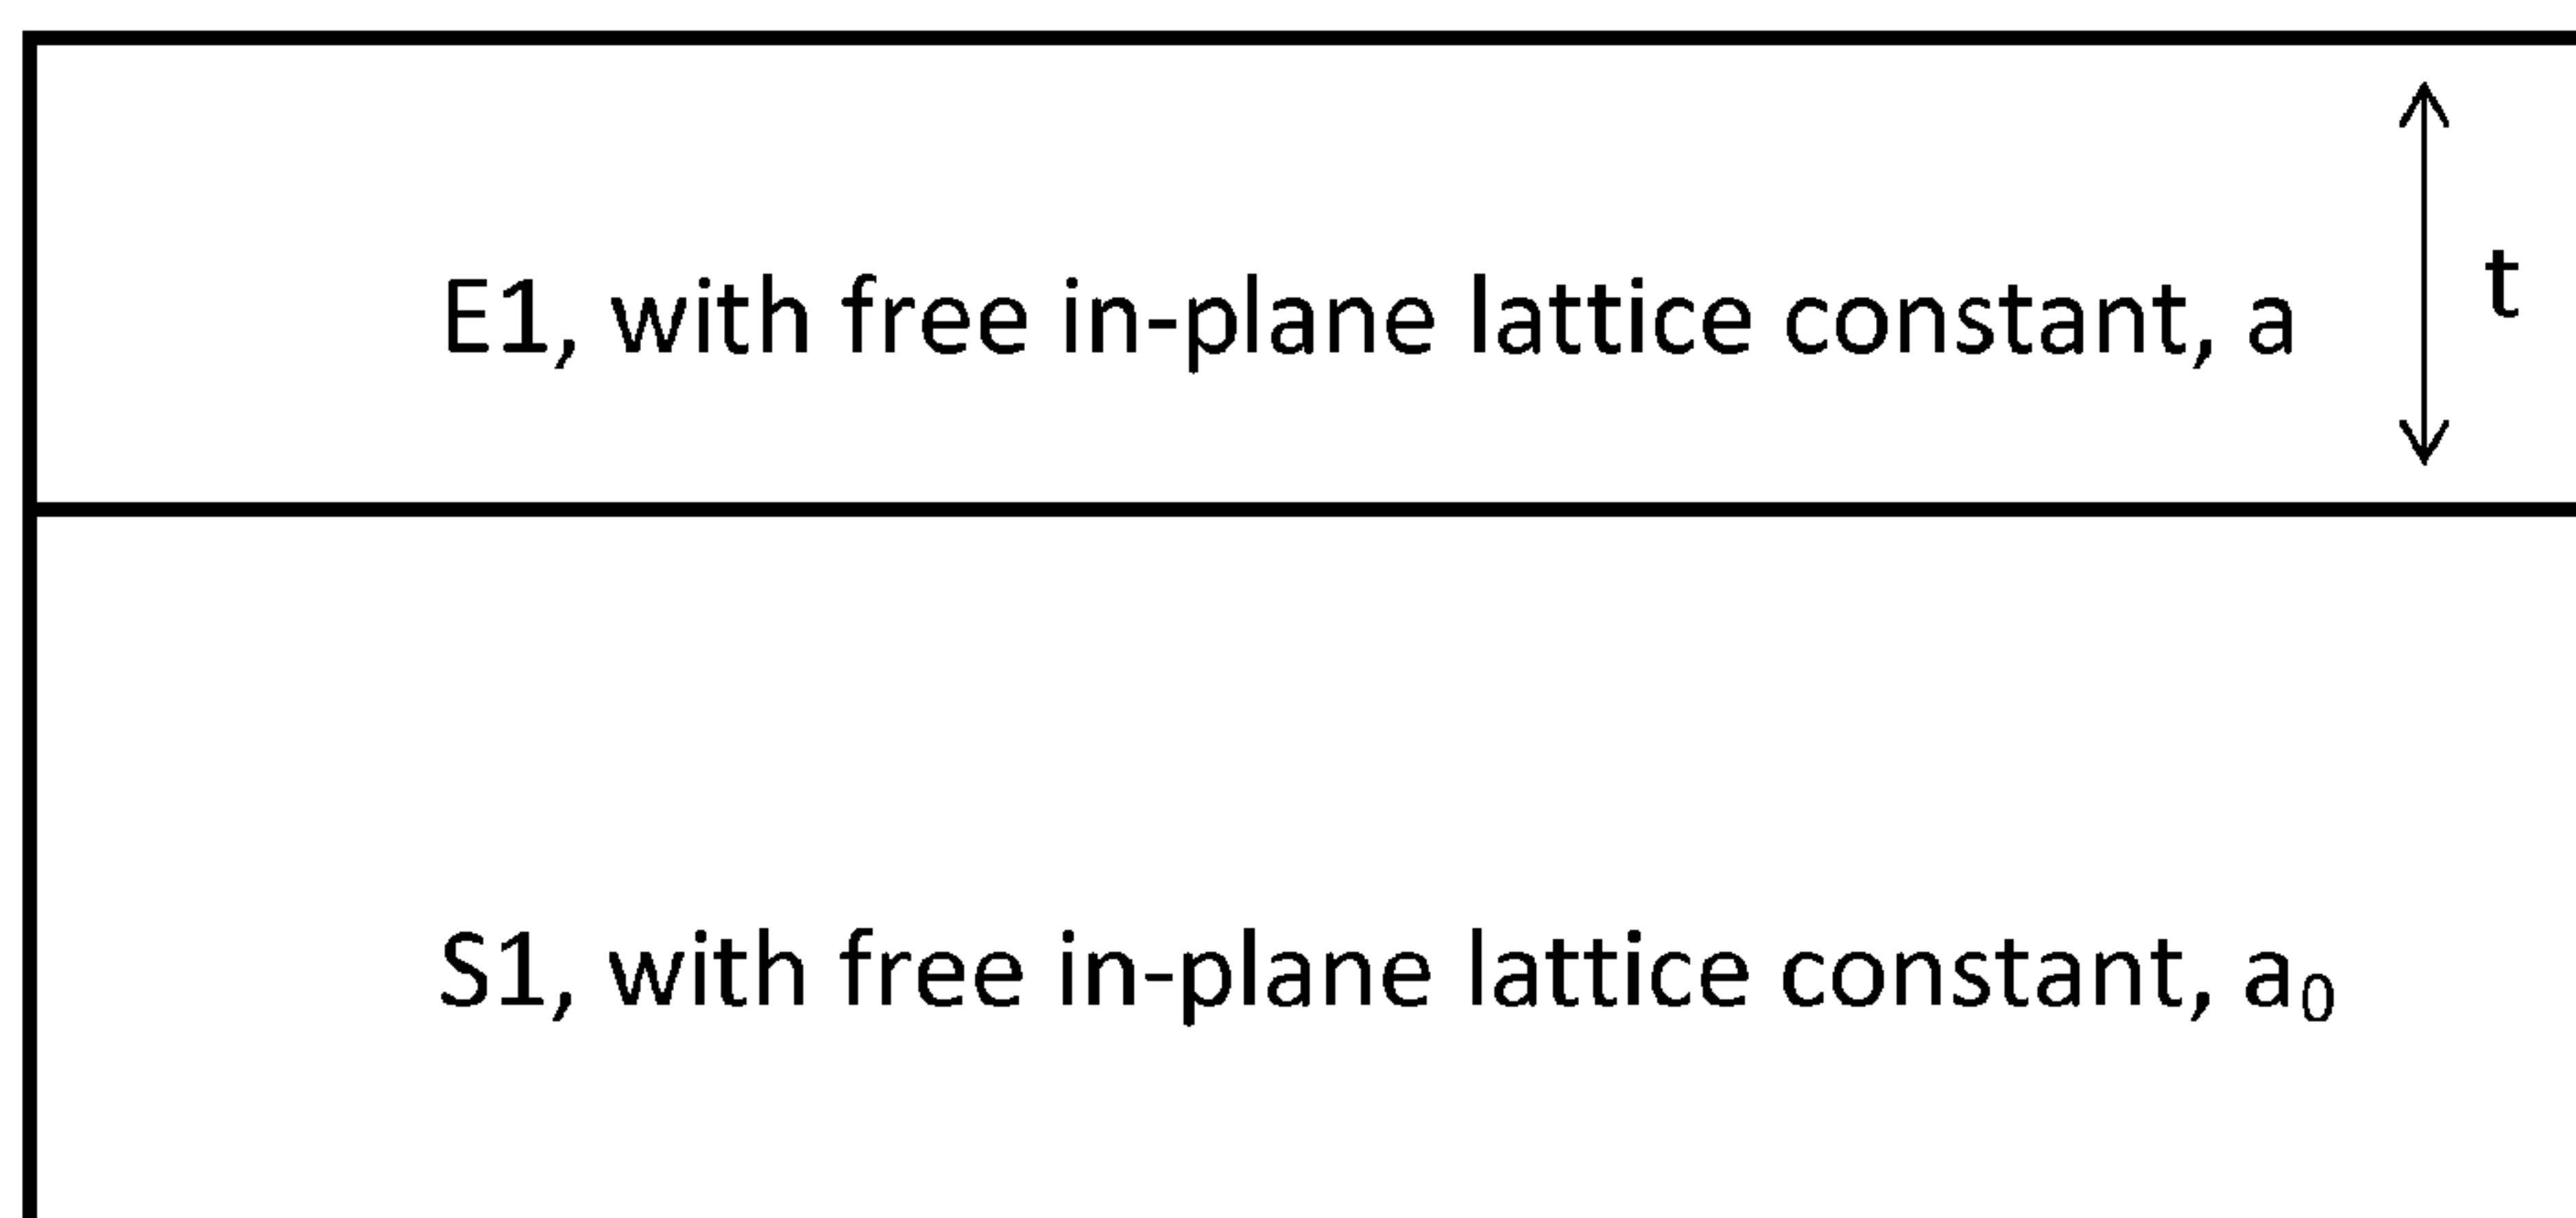 E1, with free in-plane lattice constant, a
t
S1, with free in-plane lattice constant, a₀